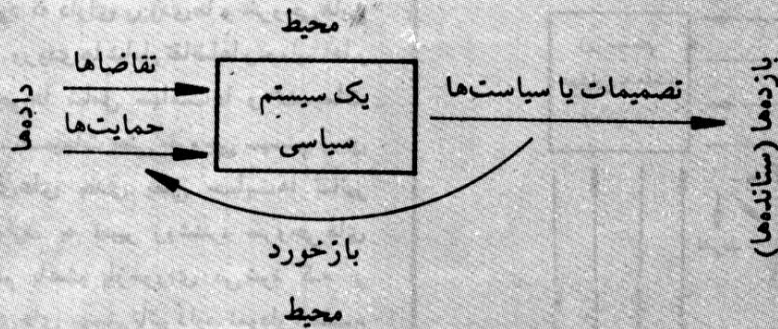 محیط
داده‌ها
تقاضاها
حمایت‌ها
یک سیستم
سیاسی
تصمیمات یا سیاست‌ها
بازده‌ها (ستانده‌ها)
بازخورد
محیط